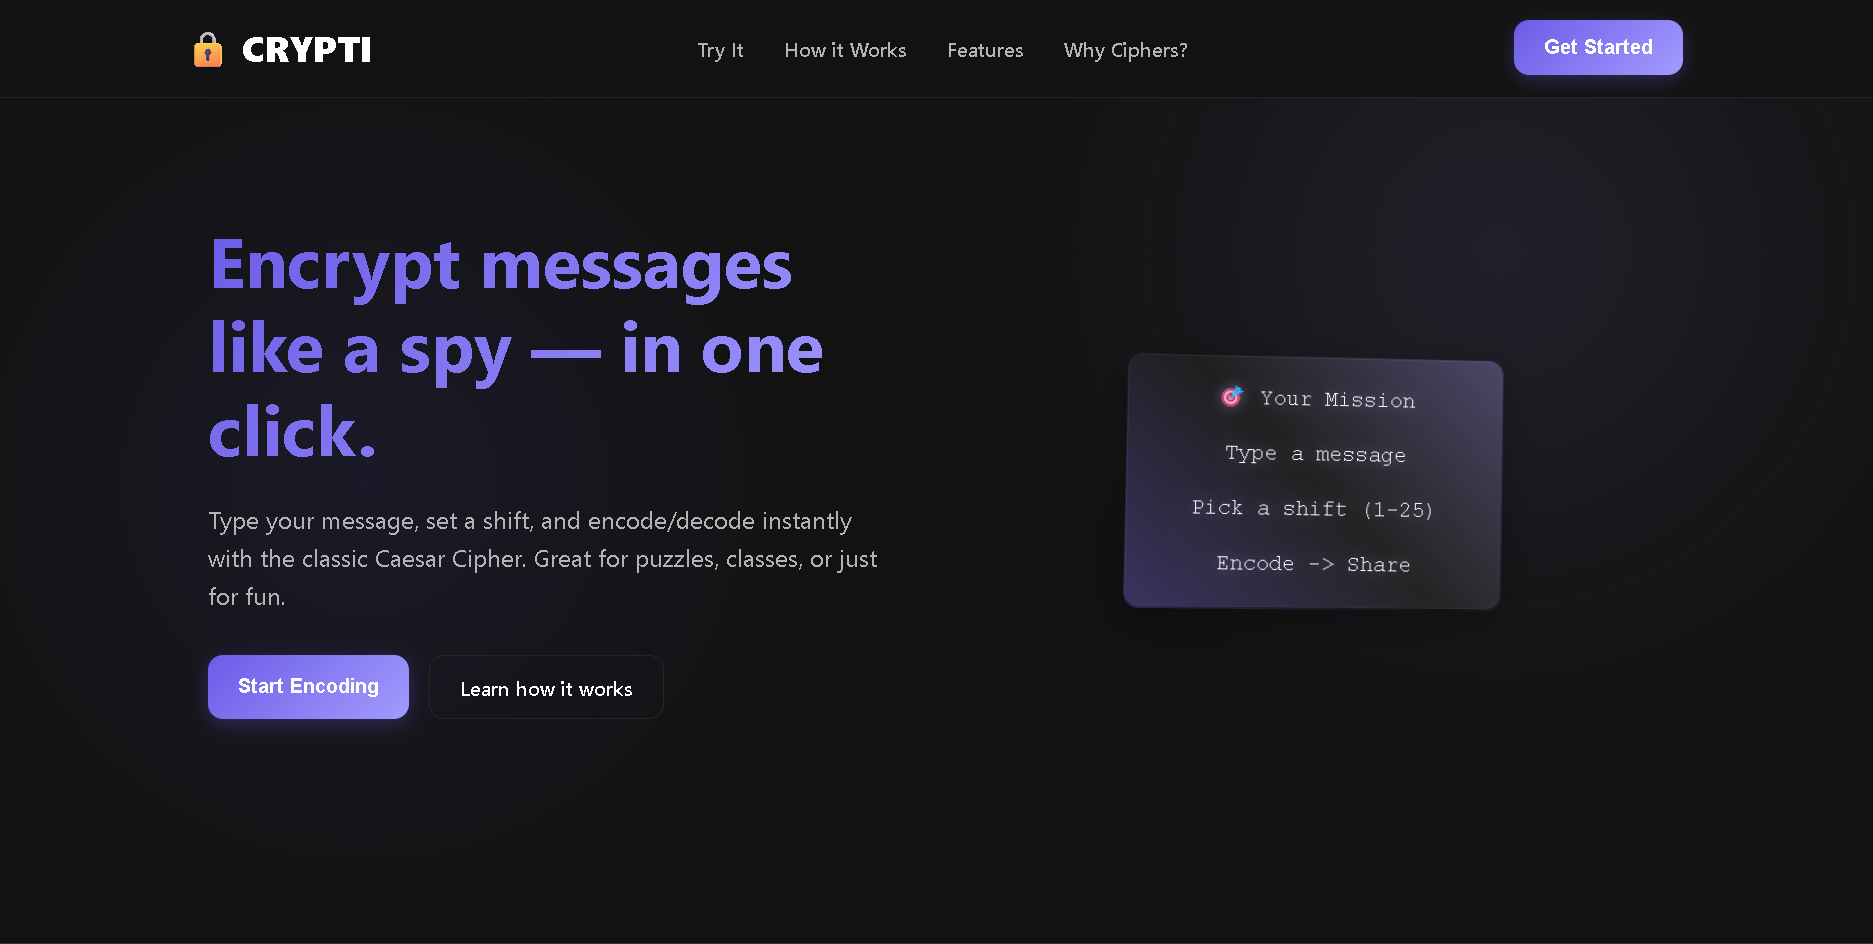 CRYPTI
Try It
How it Works
Features
Why Ciphers?
Get Started
Encrypt messages
like a spy — in one
click.
Type your message, set a shift, and encode/decode instantly
with the classic Caesar Cipher. Great for puzzles, classes, or just
for fun.
Start Encoding
Learn how it works
🎯 Your Mission
Type a message
Pick a shift (1-25)
Encode -> Share